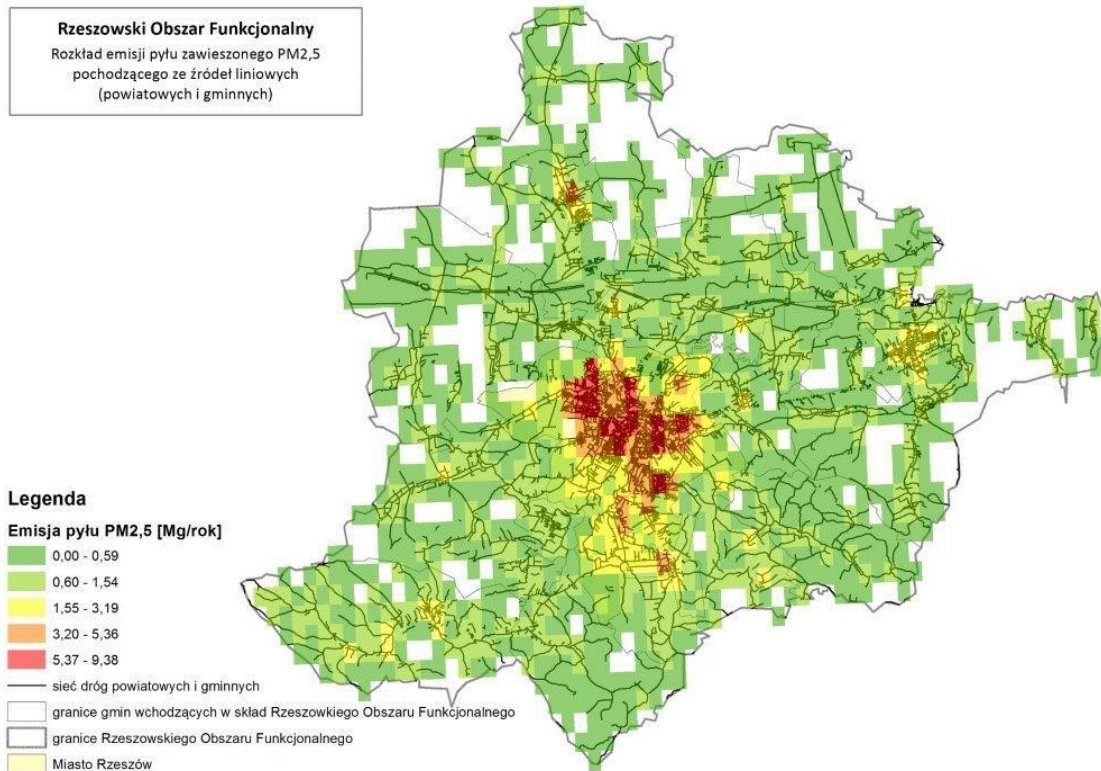 Rzeszowski Obszar Funkcjonalny
Rozkład emisji pyłu zawieszonego PM2,5
pochodzącego ze źródeł liniowych
(powiatowych i gminnych)
Legenda
Emisja pyłu PM2,5 [Mg/rok]
0,00 - 0,59
0,60 - 1,54
1,55 - 3,19
3,20 - 5,36
5,37 - 9,38
sieć dróg powiatowych i gminnych
granice gmin wchodzących w skład Rzeszowkiego Obszaru Funkcjonalnego
granice Rzeszowskiego Obszaru Funkcjonalnego
Miasto Rzeszów